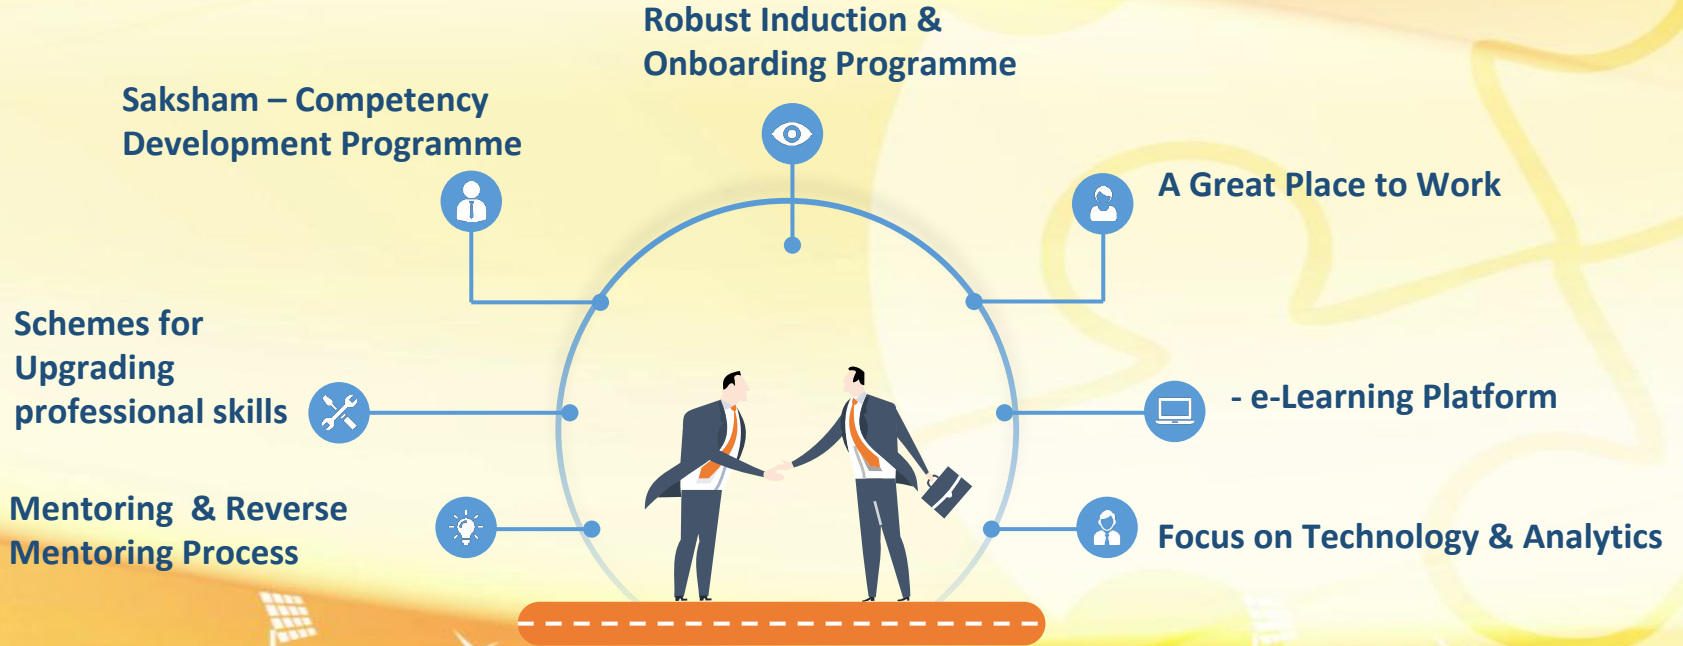 Robust Induction &
Onboarding Programme
Saksham – Competency
Development Programme
A Great Place to Work
Schemes for
Upgrading
professional skills
- e-Learning Platform
Mentoring & Reverse
Mentoring Process
Focus on Technology & Analytics